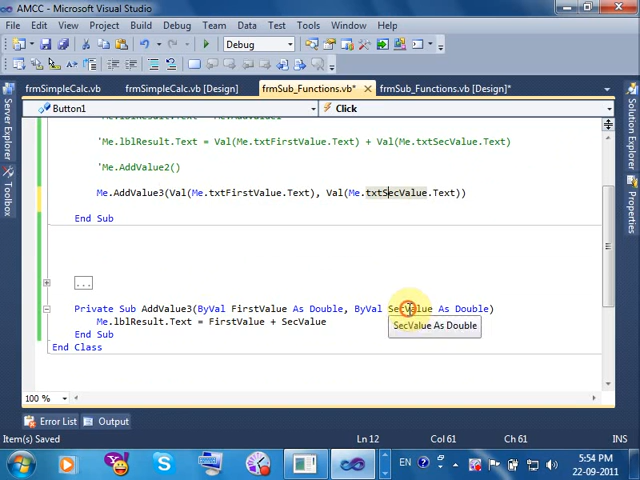 AMCC - Microsoft Visual Studio
File Edit View Project Build Debug Team Data Tools Test Window Help
Debug
frmSimpleCalc.vb frmSimpleCalc.vb [Design] frmSub_Functions.vb* frmSub_Functions.vb [Design]*
Button1 Click
'Me.lblResult.Text = Val(Me.txtFirstValue.Text) + Val(Me.txtSecValue.Text)
'Me.AddValue2()
Me.AddValue3(Val(Me.txtFirstValue.Text), Val(Me.txtSecValue.Text))
End Sub
...
Private Sub AddValue3(ByVal FirstValue As Double, ByVal SecValue As Double)
Me.lblResult.Text = FirstValue + SecValue
SecValue As Double
End Sub
End Class
Server Explorer
Toolbox
Solution Explorer
Properties
100 %
Error List Output
Item(s) Saved Ln 12 Col 61 Ch 61 INS
EN 5:54 PM
22-09-2011